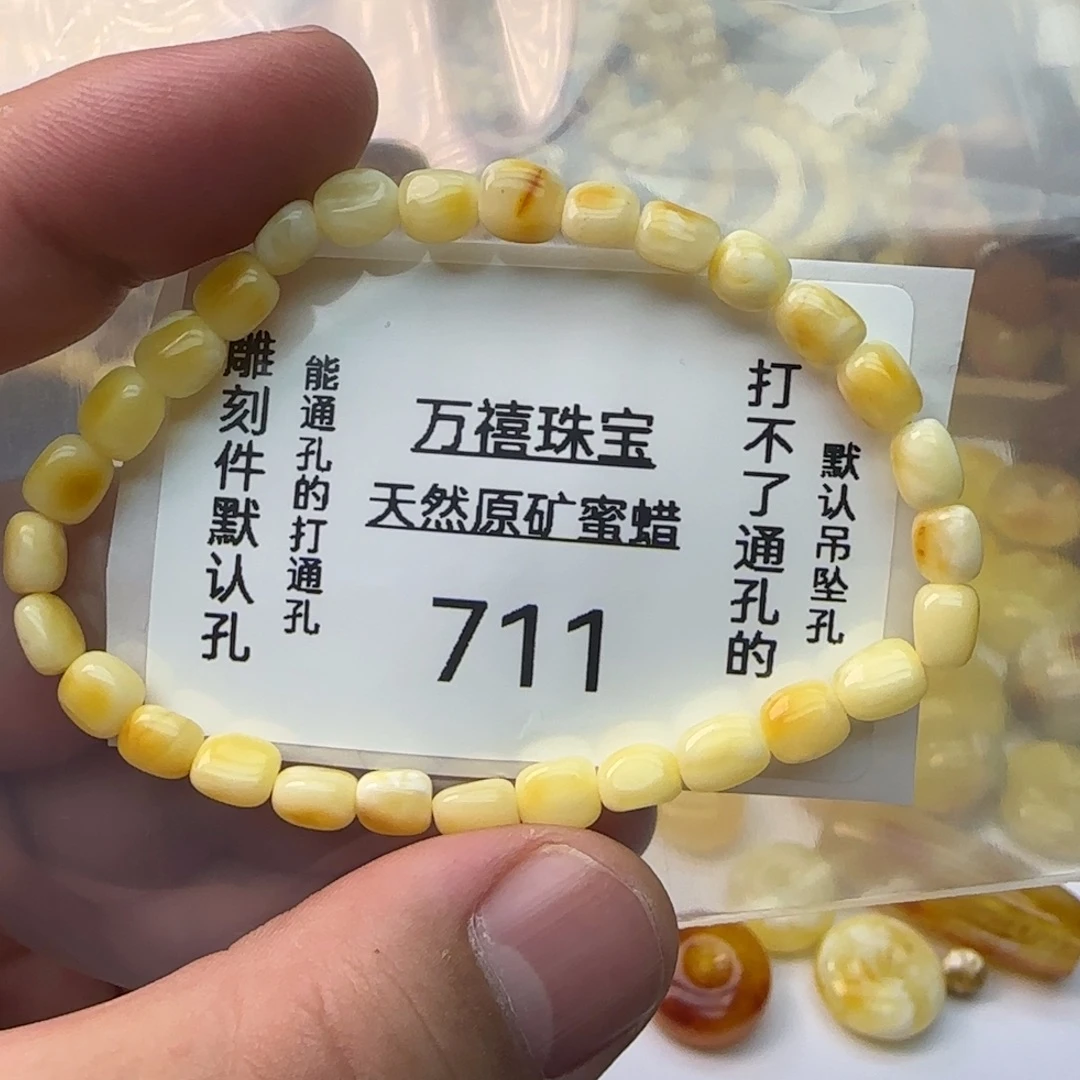 雕刻件默认孔
能通孔的打通孔
万禧珠宝
天然原矿蜜蜡
711
打不了通孔的
默认吊坠孔